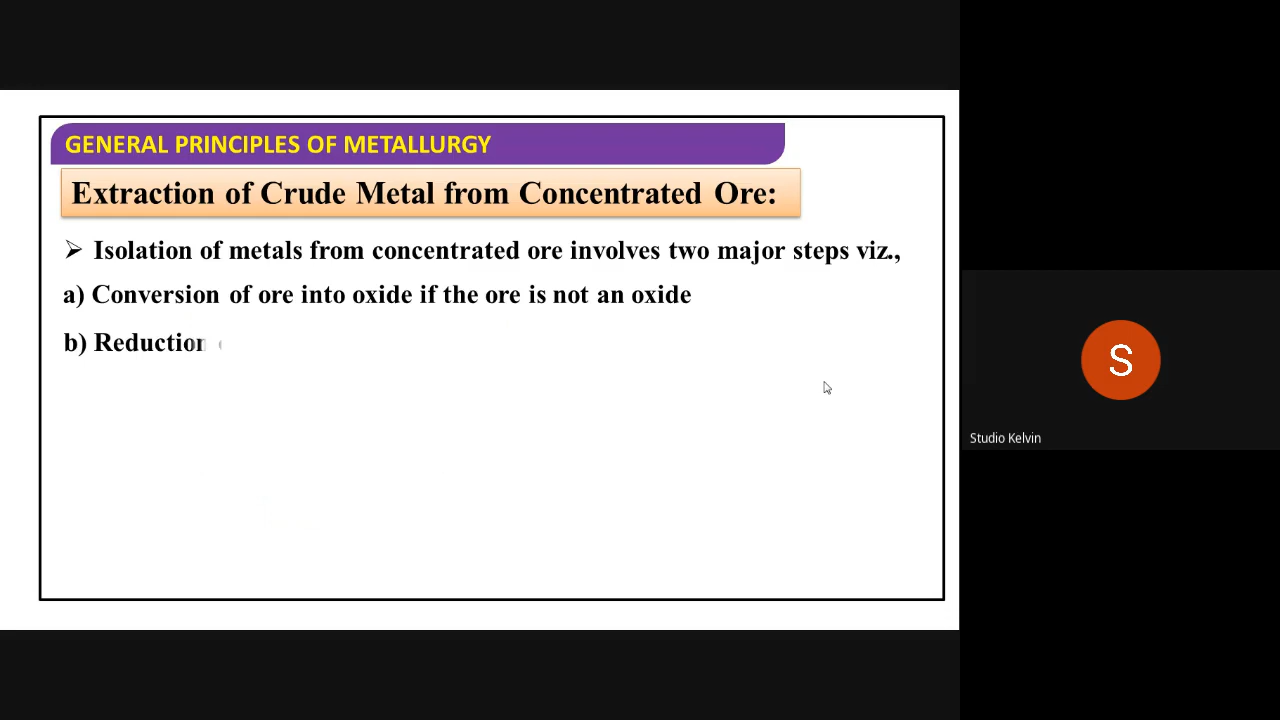 GENERAL PRINCIPLES OF METALLURGY
Extraction of Crude Metal from Concentrated Ore:
➢ Isolation of metals from concentrated ore involves two major steps viz.,
a) Conversion of ore into oxide if the ore is not an oxide
b) Reduction
S
Studio Kelvin